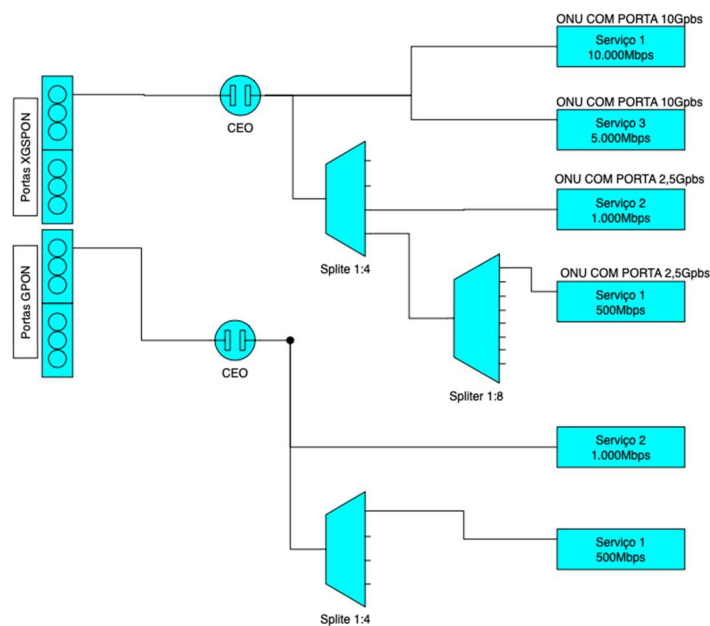 ONU COM PORTA 10Gpbs
Serviço 1
10.000Mbps
Portas XGSPON
CEO
ONU COM PORTA 10Gpbs
Serviço 3
5.000Mbps
ONU COM PORTA 2,5Gpbs
Serviço 2
1.000Mbps
Splite 1:4
ONU COM PORTA 2,5Gpbs
Serviço 1
500Mbps
Portas GPON
CEO
Spliter 1:8
Serviço 2
1.000Mbps
Serviço 1
500Mbps
Splite 1:4